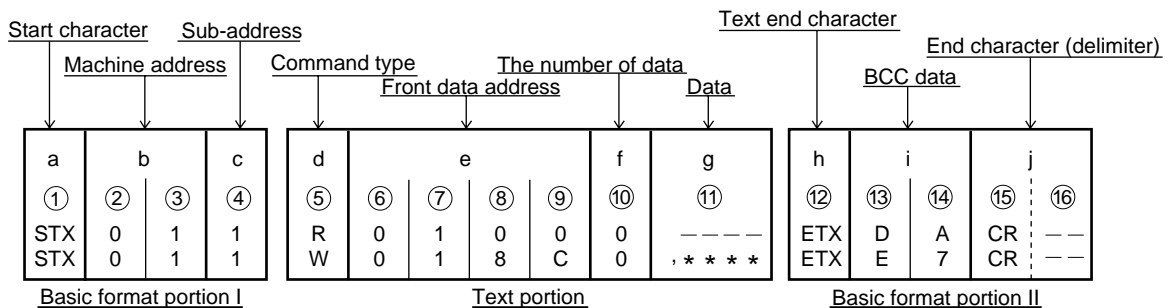 Start character
Sub-address
Machine address
Command type
The number of data
Front data address
Data
Text end character
End character (delimiter)
BCC data
a b c d e f g h i j
① ② ③ ④ ⑤ ⑥ ⑦ ⑧ ⑨ ⑩ ⑪ ⑫ ⑬ ⑭ ⑮ ⑯
STX 0 1 1 R 0 1 0 0 0 ---- ETX D A CR --
STX 0 1 1 W 0 1 8 C 0 ,**** ETX E 7 CR --
Basic format portion I
Text portion
Basic format portion II